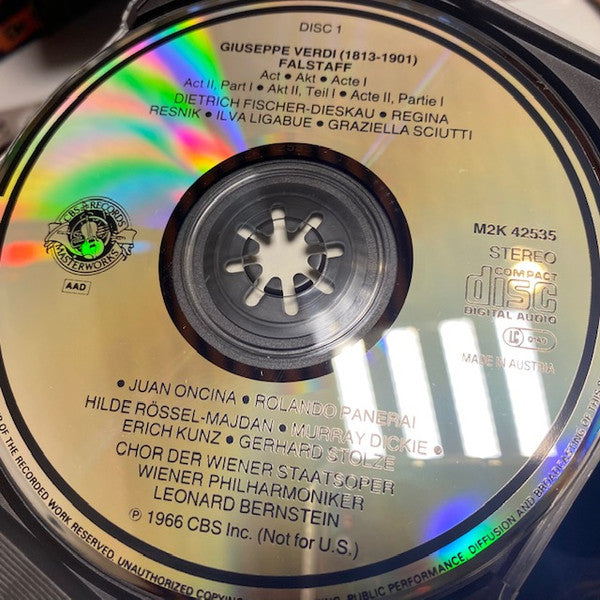 DISC 1
GIUSEPPE VERDI (1813-1901)
FALSTAFF
Act • Akt • Acte I
Act II, Part I • Akt II, Teil I • Acte II, Partie I
DIETRICH FISCHER-DIESKAU • REGINA
RESNIK • ILVA LIGABUE • GRAZIELLA SCIUTTI
CBS RECORDS
MASTERWORKS
AAD
M2K 42535
STEREO
COMPACT
disc
DIGITAL AUDIO
LC
0149
MADE IN AUSTRIA
• JUAN ONCINA • ROLANDO PANERAI
HILDE RÖSSEL-MAJDAN • MURRAY DICKIE •
ERICH KUNZ • GERHARD STOLZE
CHOR DER WIENER STAATSOPER
WIENER PHILHARMONIKER
LEONARD BERNSTEIN
℗ 1966 CBS Inc. (Not for U.S.)
OF THE RECORDED WORK RESERVED. UNAUTHORIZED COPYING, PUBLIC PERFORMANCE, DIFFUSION AND BROADCASTING OF THIS